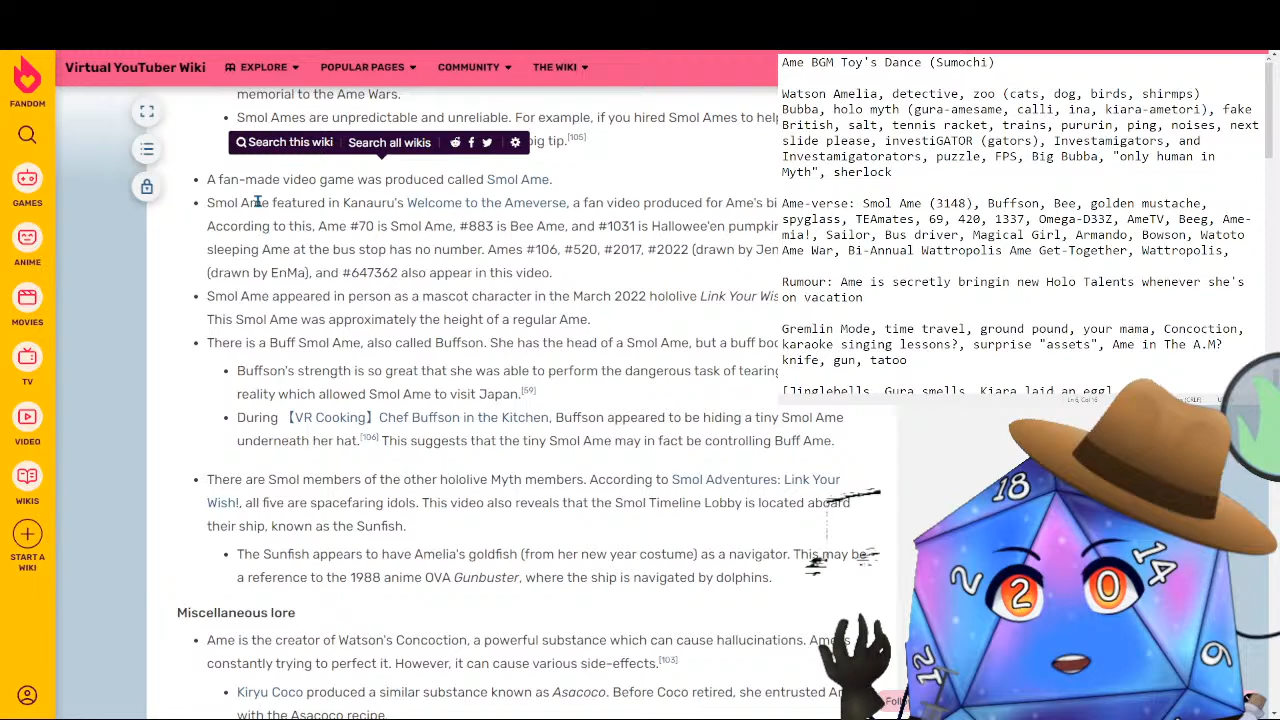 FANDOM
GAMES
ANIME
MOVIES
TV
VIDEO
WIKIS
START A
WIKI
Virtual YouTuber Wiki
EXPLORE
POPULAR PAGES
COMMUNITY
THE WIKI
memorial to the Ame Wars.
Smol Ames are unpredictable and unreliable. For example, if you hired Smol Ames to help
Search this wiki
Search all wikis
big tip.[105]
A fan-made video game was produced called Smol Ame.
Smol Ame featured in Kanauru's Welcome to the Ameverse, a fan video produced for Ame's bi
According to this, Ame #70 is Smol Ame, #883 is Bee Ame, and #1031 is Hallowee'en pumpkin
sleeping Ame at the bus stop has no number. Ames #106, #520, #2017, #2022 (drawn by Jen
(drawn by EnMa), and #647362 also appear in this video.
Smol Ame appeared in person as a mascot character in the March 2022 hololive Link Your Wis
This Smol Ame was approximately the height of a regular Ame.
There is a Buff Smol Ame, also called Buffson. She has the head of a Smol Ame, but a buff bod
Buffson's strength is so great that she was able to perform the dangerous task of tearing
reality which allowed Smol Ame to visit Japan.[59]
During 【VR Cooking】Chef Buffson in the Kitchen, Buffson appeared to be hiding a tiny Smol Ame
underneath her hat.[106] This suggests that the tiny Smol Ame may in fact be controlling Buff Ame.
There are Smol members of the other hololive Myth members. According to Smol Adventures: Link Your
Wish!, all five are spacefaring idols. This video also reveals that the Smol Timeline Lobby is located aboard
their ship, known as the Sunfish.
The Sunfish appears to have Amelia's goldfish (from her new year costume) as a navigator. This may be
a reference to the 1988 anime OVA Gunbuster, where the ship is navigated by dolphins.
Miscellaneous lore
Ame is the creator of Watson's Concoction, a powerful substance which can cause hallucinations. Ame is
constantly trying to perfect it. However, it can cause various side-effects.[103]
Kiryu Coco produced a similar substance known as Asacoco. Before Coco retired, she entrusted Am
with the Asacoco recipe.
Ame BGM Toy's Dance (Sumochi)
Watson Amelia, detective, zoo (cats, dog, birds, shirmps)
Bubba, holo myth (gura-amesame, calli, ina, kiara-ametori), fake
British, salt, tennis racket, trains, pururin, ping, noises,
slide please, investiGATOR (gators), Investigators, and
Investamigators, puzzle, FPS, Big Bubba, "only human in
Myth", sherlock
Ame-verse: Smol Ame (3148), Buffson, Bee, golden mustache,
spyglass, TEAmates, 69, 420, 1337, Omega-D33Z, AmeTV, Beeg, Ame-
mia!, Sailor, Bus driver, Magical Girl, Armando, Bowson, Watoto
Ame War, Bi-Annual Wattropolis Ame Get-Together, Wattropolis,
Rumour: Ame is secretly bringin new Holo Talents whenever she's
on vacation
Gremlin Mode, time travel, ground pound, your mama, Concoction,
karaoke singing lessons?, surprise "assets", Ame in The A.M?
knife, gun, tatoo
[Jinglebells, Gura smells, Kiara laid an egg]
18
14
2
2
0
12
6